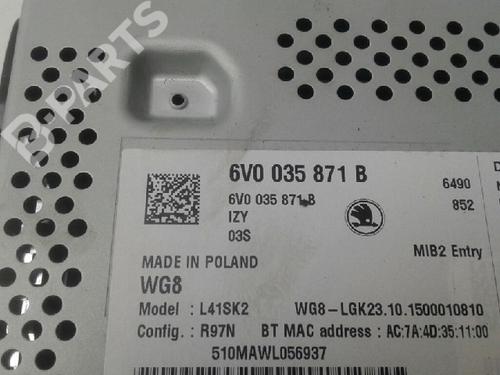 B-PARTS
6V0 035 871 B
6V0 035 871 B
IZY
03S
6490
852
MIB2 Entry
MADE IN POLAND
WG8
Model : L41SK2 WG8-LGK23.10.1500010810
Config. : R97N BT MAC address : AC:7A:4D:35:11:00
510MAWL056937